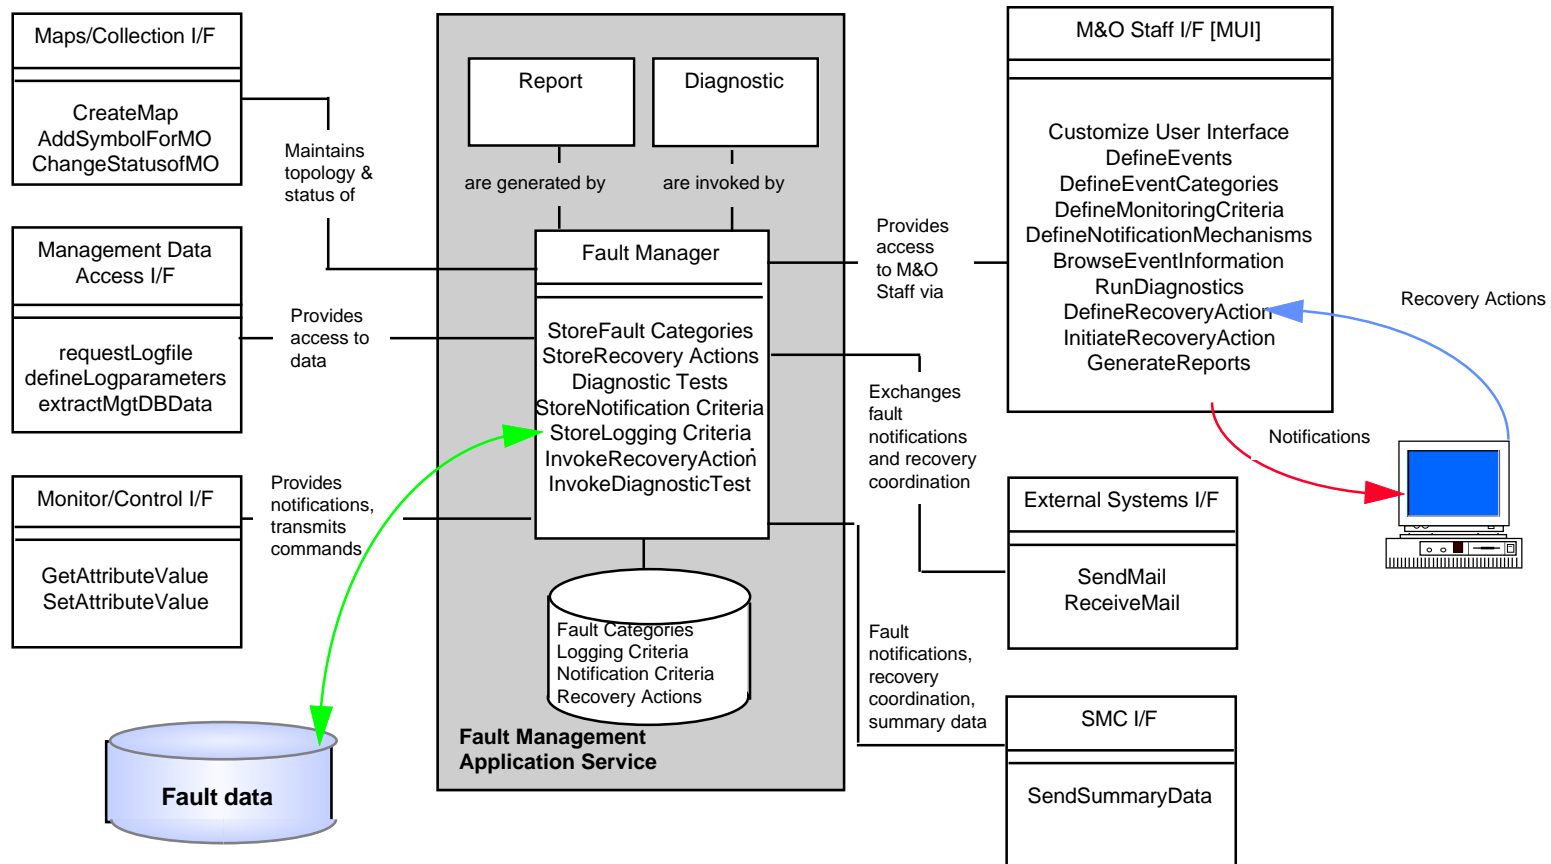 Maps/Collection I/F
CreateMap
AddSymbolForMO
ChangeStatusofMO
Maintains
topology &
status of
Management Data
Access I/F
requestLogfile
defineLogparameters
extractMgtDBData
Provides
access to
data
Monitor/Control I/F
GetAttributeValue
SetAttributeValue
Provides
notifications,
transmits
commands
Fault data
Report
Diagnostic
are generated by
are invoked by
Fault Manager
StoreFault Categories
StoreRecovery Actions
Diagnostic Tests
StoreNotification Criteria
StoreLogging Criteria
InvokeRecoveryAction
InvokeDiagnosticTest
Fault Categories
Logging Criteria
Notification Criteria
Recovery Actions
Fault Management
Application Service
Provides
access
to M&O
Staff via
Exchanges
fault
notifications
and recovery
coordination
Fault
notifications,
recovery
coordination,
summary data
M&O Staff I/F [MUI]
Customize User Interface
DefineEvents
DefineEventCategories
DefineMonitoringCriteria
DefineNotificationMechanisms
BrowseEventInformation
RunDiagnostics
DefineRecoveryAction
InitiateRecoveryAction
GenerateReports
External Systems I/F
SendMail
ReceiveMail
SMC I/F
SendSummaryData
Recovery Actions
Notifications